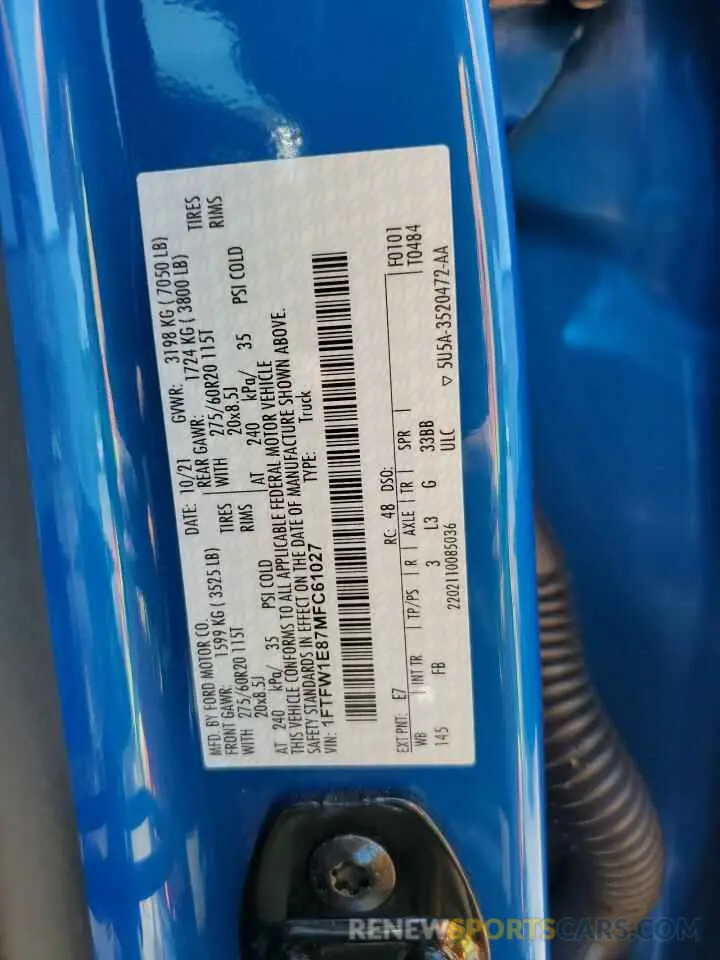 MFD. BY FORD MOTOR CO. DATE: 10/21 GVWR: 3198 KG ( 7050 LB)
FRONT GAWR: 1599 KG ( 3525 LB) REAR GAWR: 1724 KG ( 3800 LB)
WITH 275/60R20 115T TIRES WITH 275/60R20 115T TIRES
20x8.5J RIMS 20x8.5J RIMS
AT 240 kPa/ 35 PSI COLD AT 240 kPa/ 35 PSI COLD
THIS VEHICLE CONFORMS TO ALL APPLICABLE FEDERAL MOTOR VEHICLE
SAFETY STANDARDS IN EFFECT ON THE DATE OF MANUFACTURE SHOWN ABOVE.
VIN: 1FTFW1E87MFC61027 TYPE: Truck
EXT PNT: E7 RC: 48 DSO: F0101
WB INT TR TP/PS R AXLE TR SPR T0484
145 FB 3 L3 G 33BB
2202110085036 ULC
▽ 5U5A-3520472-AA
RENEWSPORTSCARS.COM